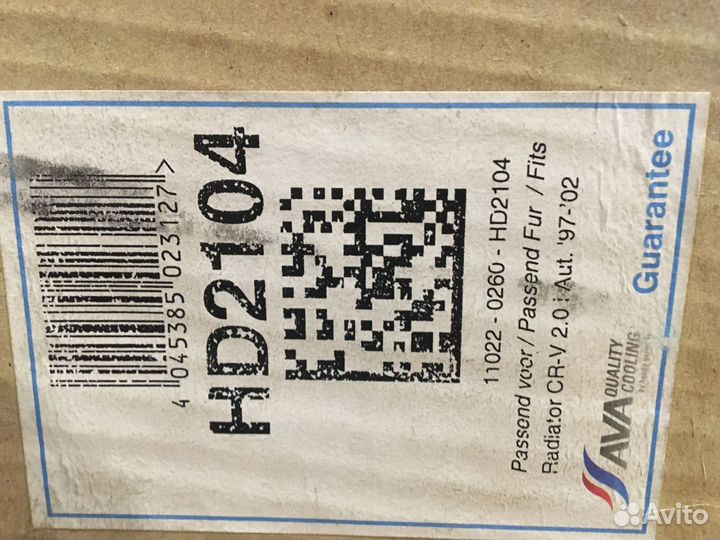 4 045385 023127 >
HD2104
11022- 0260 - HD2104
Passend voor / Passend Fur / Fits
Radiator CR-V 2.0 i Aut. '97-'02
AVA QUALITY
COOLING
Guarantee
Avito